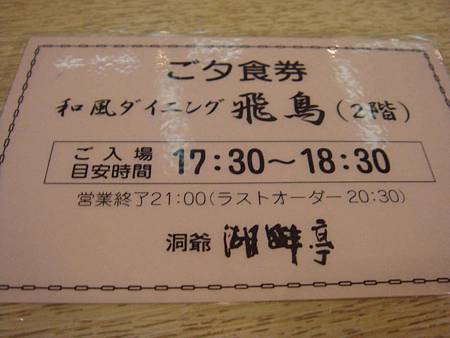 ご夕食券
和風ダイニング 飛鳥(2階)
ご入場
目安時間 17:30〜18:30
営業終了21:00(ラストオーダー20:30)
洞爺 湖畔亭